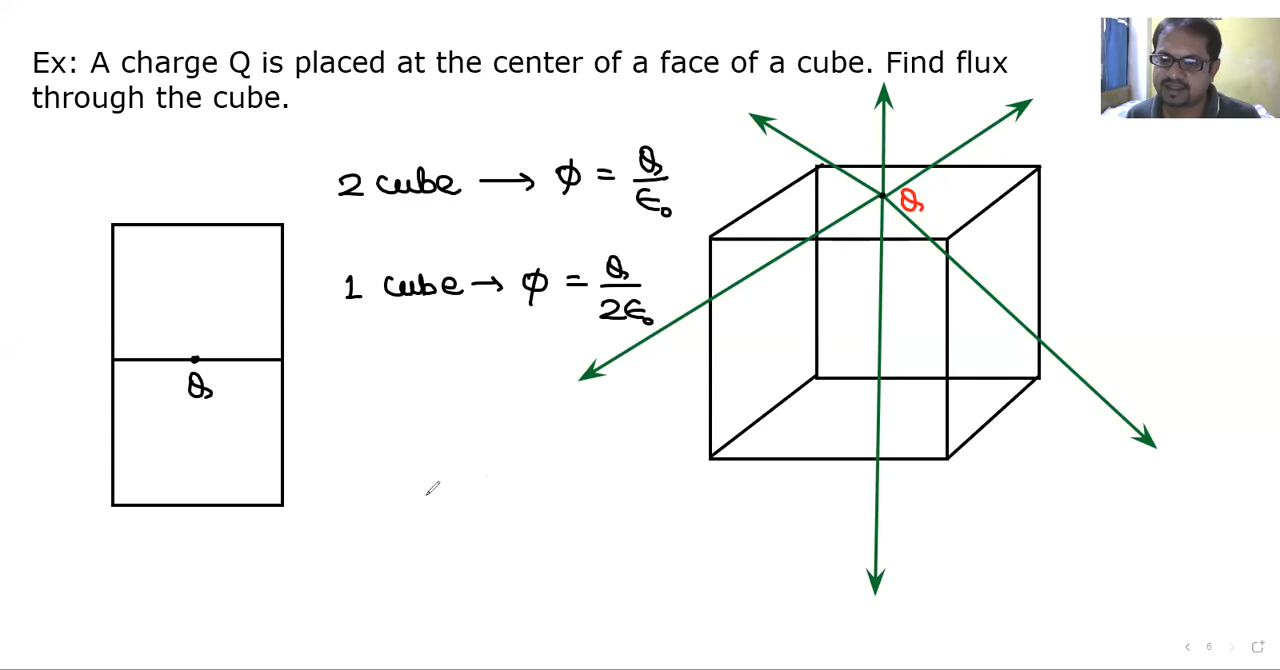 Ex: A charge Q is placed at the center of a face of a cube. Find flux
through the cube.
2 cube → ϕ = Q/ϵ₀
1 cube → ϕ = Q/2ϵ₀
Q
Q
6